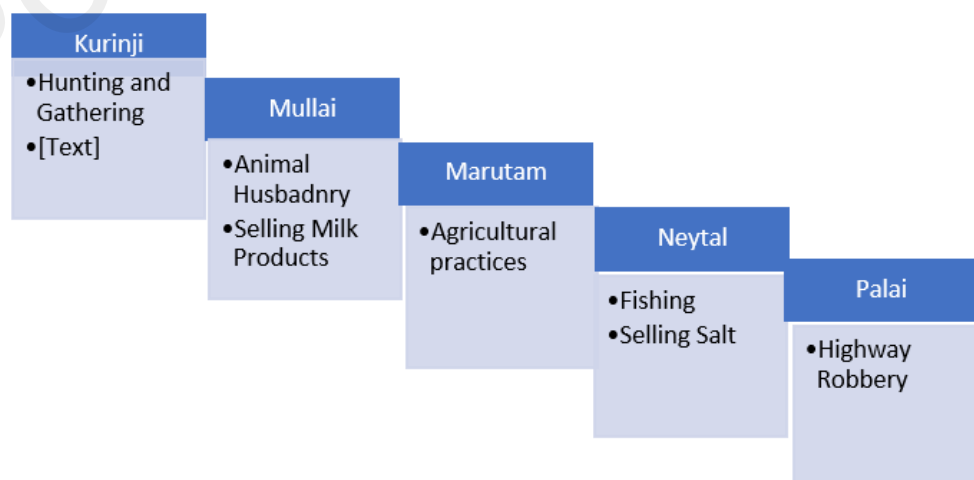 Kurinji
•Hunting and
Gathering
•[Text]
Mullai
•Animal
Husbadnry
•Selling Milk
Products
Marutam
•Agricultural
practices
Neytal
•Fishing
•Selling Salt
Palai
•Highway
Robbery